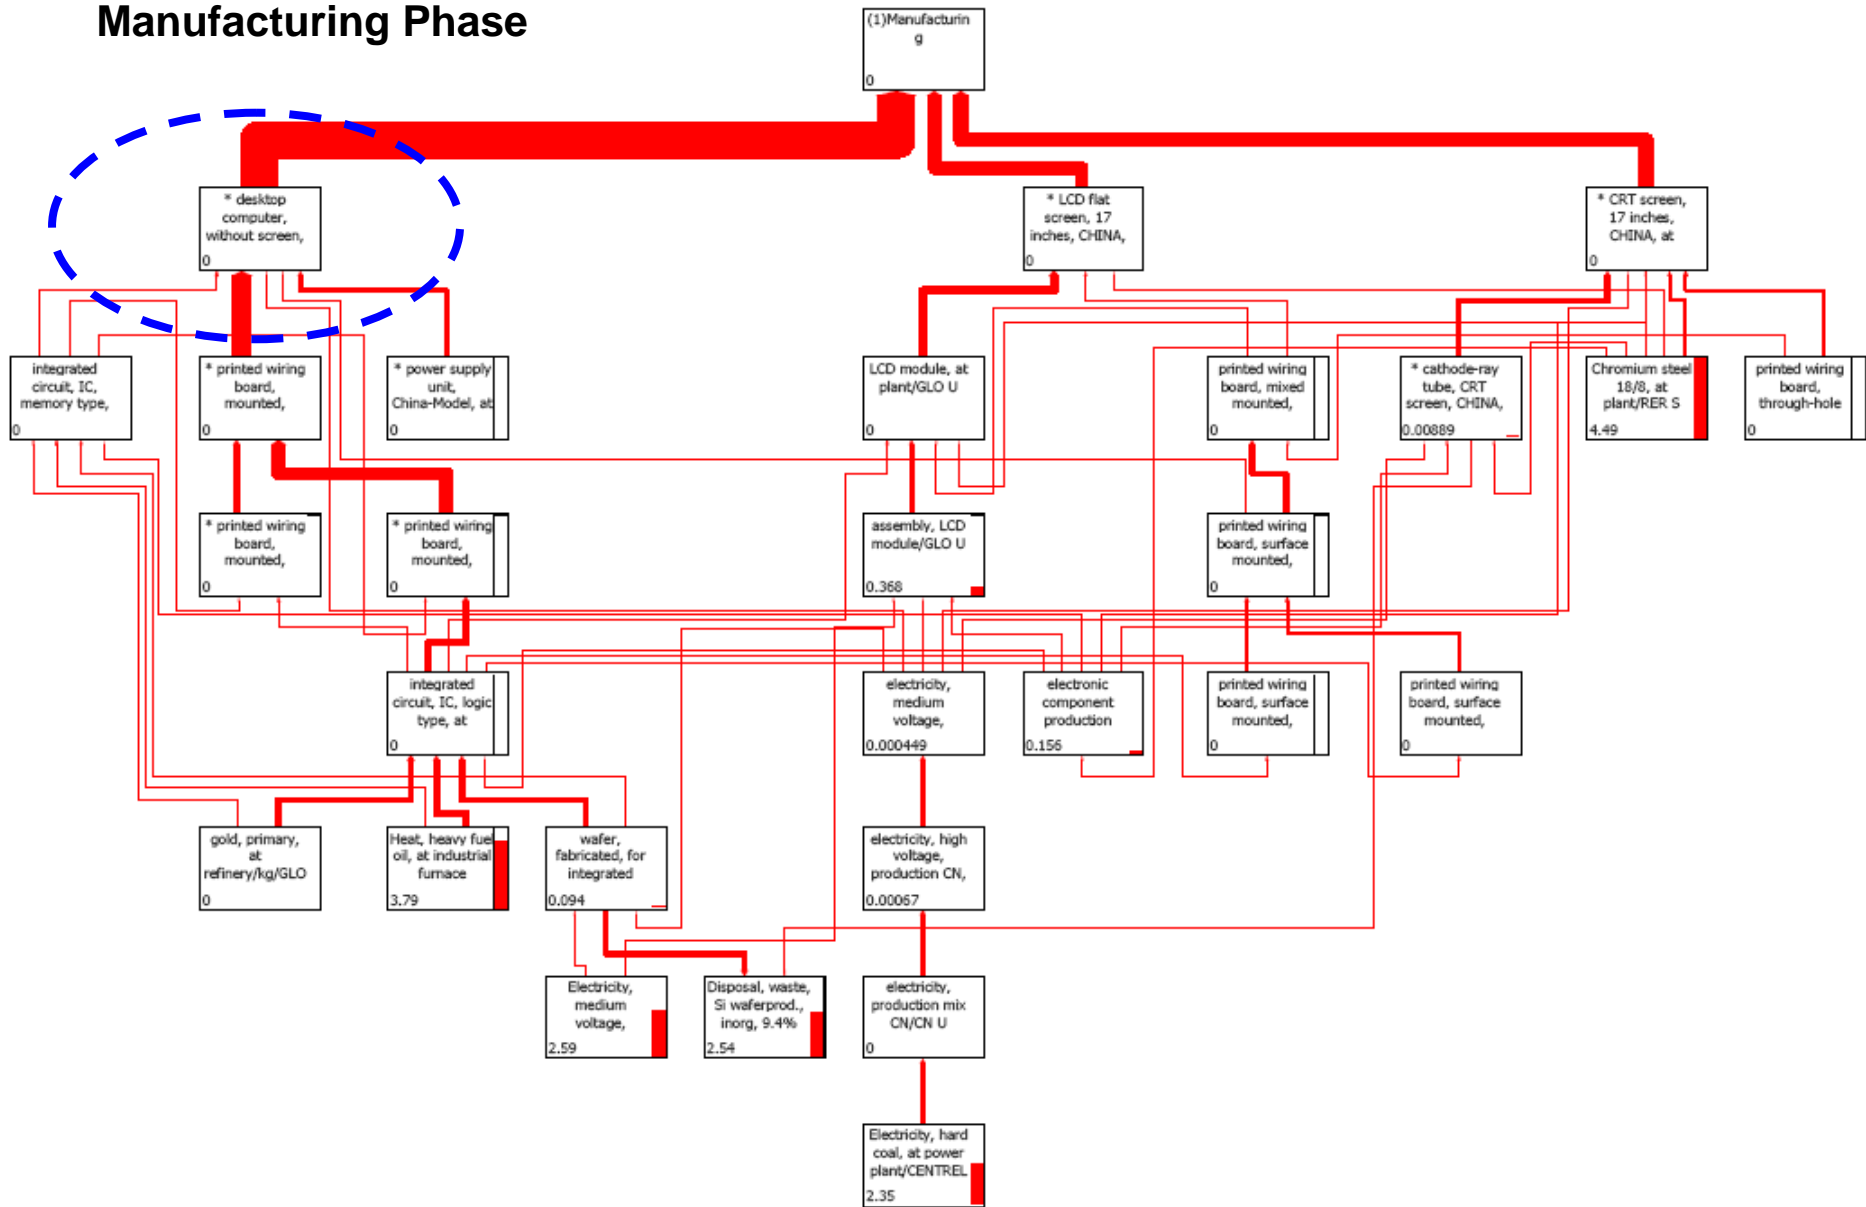 Manufacturing Phase
(1)Manufacturin
g
0
* desktop
computer,
without screen,
0
* LCD flat
screen, 17
inches, CHINA,
0
* CRT screen,
17 inches,
CHINA, at
0
integrated
circuit, IC,
memory type,
0
* printed wiring
board,
mounted,
0
* power supply
unit,
China-Model, at
0
LCD module, at
plant/GLO U
0
printed wiring
board, mixed
mounted,
0
* cathode-ray
tube, CRT
screen, CHINA,
0.00889
Chromium steel
18/8, at
plant/RER S
4.49
printed wiring
board,
through-hole
0
* printed wiring
board,
mounted,
0
* printed wiring
board,
mounted,
0
assembly, LCD
module/GLO U
0.368
printed wiring
board, surface
mounted,
0
integrated
circuit, IC, logic
type, at
0
electricity,
medium
voltage,
0.000449
electronic
component
production
0.156
printed wiring
board, surface
mounted,
0
printed wiring
board, surface
mounted,
0
gold, primary,
at
refinery/kg/GLO
0
Heat, heavy fuel
oil, at industrial
furnace
3.79
wafer,
fabricated, for
integrated
0.094
electricity, high
voltage,
production CN,
0.00067
Electricity,
medium
voltage,
2.59
Disposal, waste,
Si waferprod.,
inorg, 9.4%
2.54
electricity,
production mix
CN/CN U
0
Electricity, hard
coal, at power
plant/CENTREL
2.35